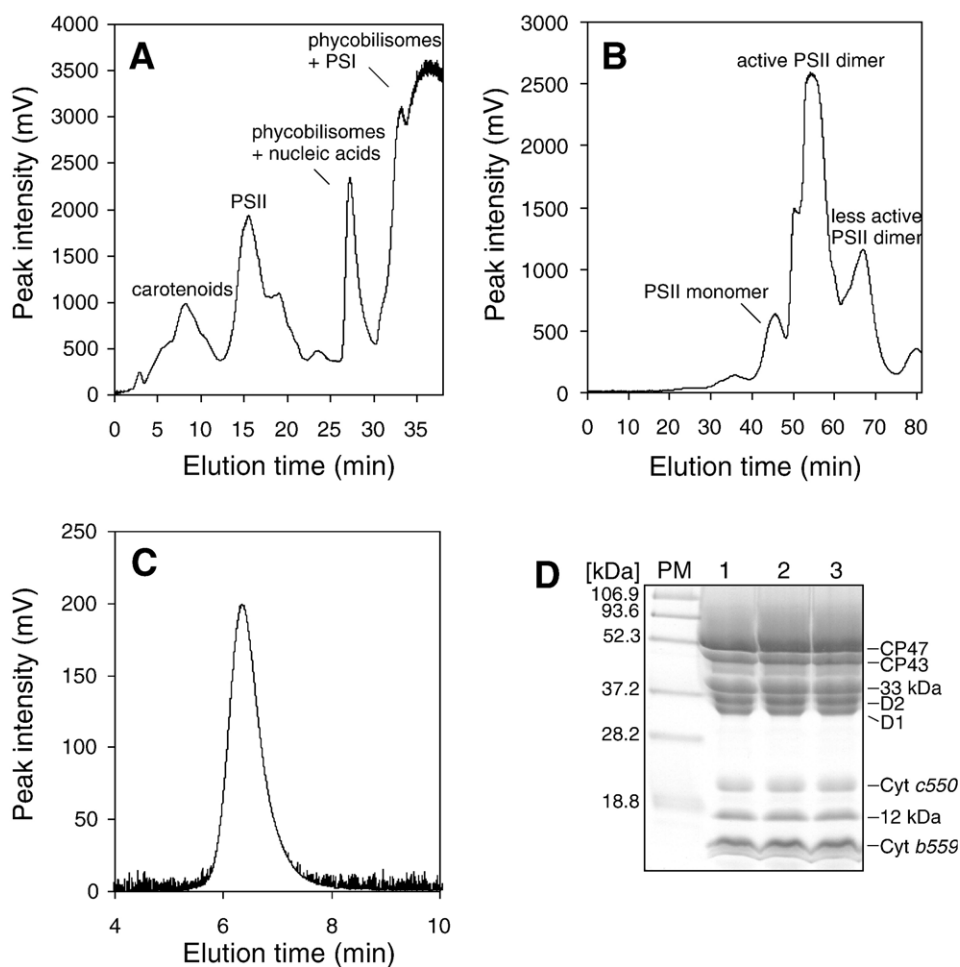 A
Peak intensity (mV)
4000
3500
3000
2500
2000
1500
1000
500
0
phycobilisomes
+ PSI
phycobilisomes
+ nucleic acids
PSII
carotenoids
0 5 10 15 20 25 30 35
Elution time (min)
B
Peak intensity (mV)
3000
2500
2000
1500
1000
500
0
active PSII dimer
less active
PSII dimer
PSII monomer
0 10 20 30 40 50 60 70 80
Elution time (min)
C
Peak intensity (mV)
250
200
150
100
50
0
4 6 8 10
Elution time (min)
D
[kDa] PM 1 2 3
106.9
93.6
52.3
37.2
28.2
18.8
CP47
CP43
33 kDa
D2
D1
Cyt c550
12 kDa
Cyt b559